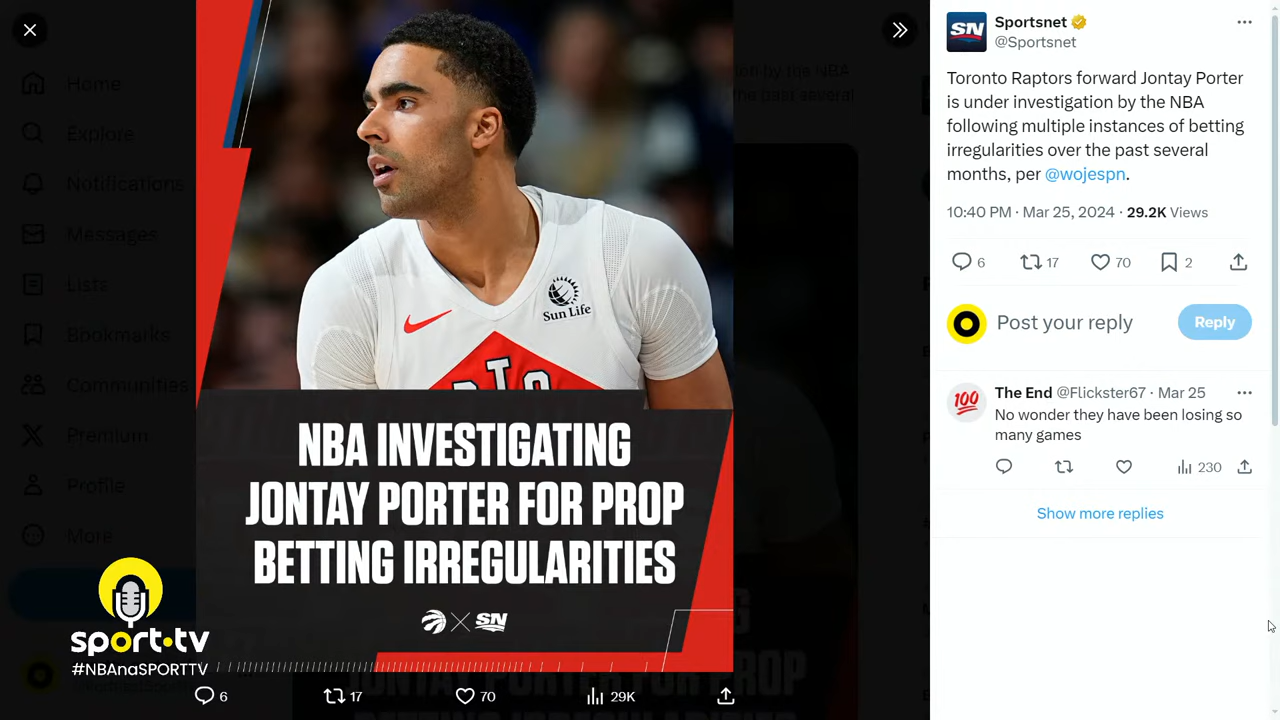 Home
Explore
Notifications
Messages
Lists
Bookmarks
Communities
Premium
Profile
More
Sun Life
NBA INVESTIGATING
JONTAY PORTER FOR PROP
BETTING IRREGULARITIES
SN
sport.tv
#NBAnaSPORTTV
6 17 70 29K
SN
Sportsnet
@Sportsnet
Toronto Raptors forward Jontay Porter
is under investigation by the NBA
following multiple instances of betting
irregularities over the past several
months, per @wojespn.
10:40 PM · Mar 25, 2024 · 29.2K Views
6 17 70 2
Post your reply
Reply
100
The End @Flickster67 · Mar 25
No wonder they have been losing so
many games
230
Show more replies